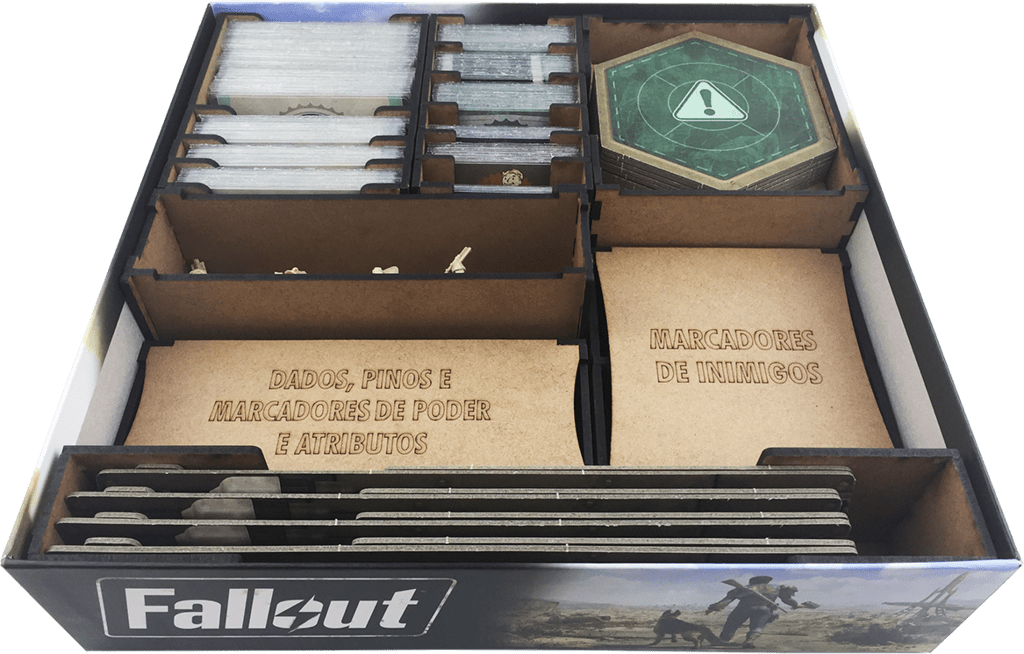 MARCADORES
DE INIMIGOS
DADOS, PINOS E
MARCADORES DE PODER
E ATRIBUTOS
Fallout